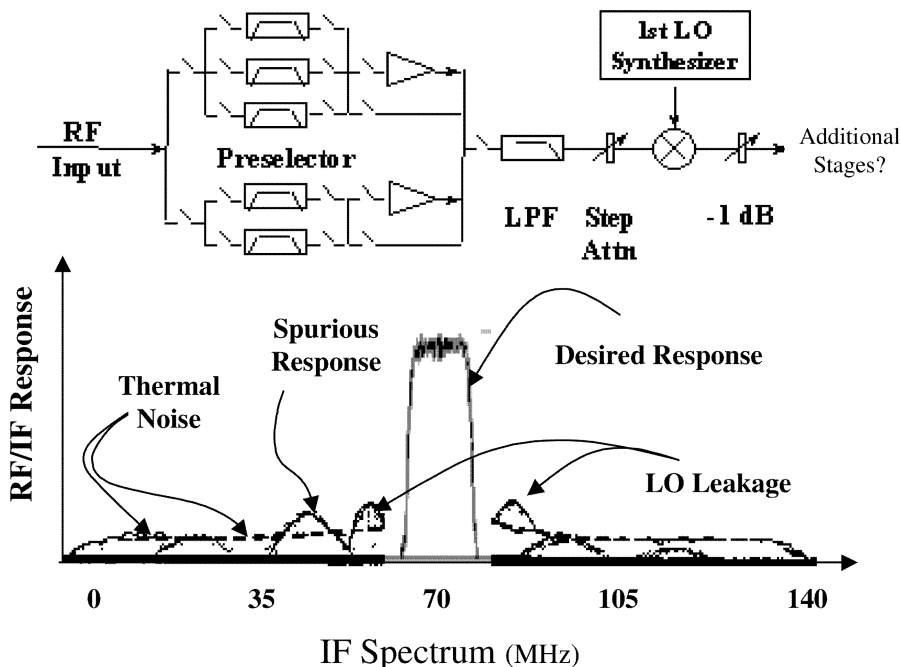 1st LO
Synthesizer
RF
Input
Preselector
Additional
Stages?
LPF
Step
Attn
-1 dB
RF/IF Response
Spurious
Response
Desired Response
Thermal
Noise
LO Leakage
0
35
70
105
140
IF Spectrum (MHz)